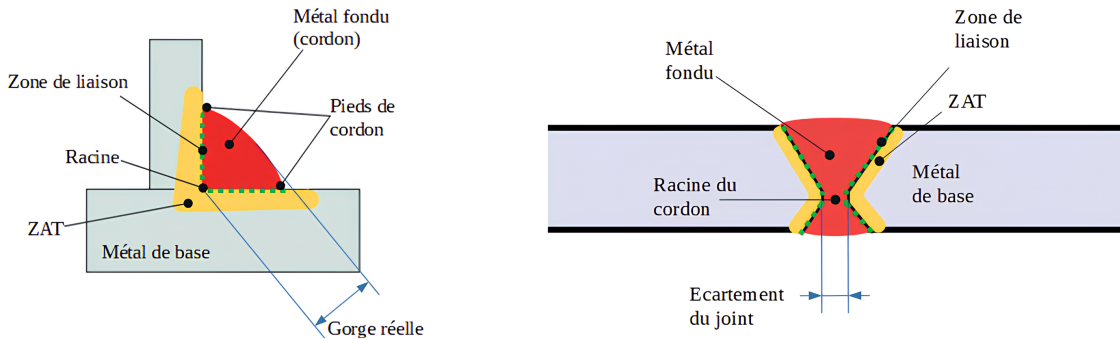 Métal fondu
(cordon)
Zone de liaison
Pieds de
cordon
Racine
ZAT
Métal de base
Gorge réelle
Zone de
liaison
Métal
fondu
ZAT
Métal
de base
Racine du
cordon
Ecartement
du joint